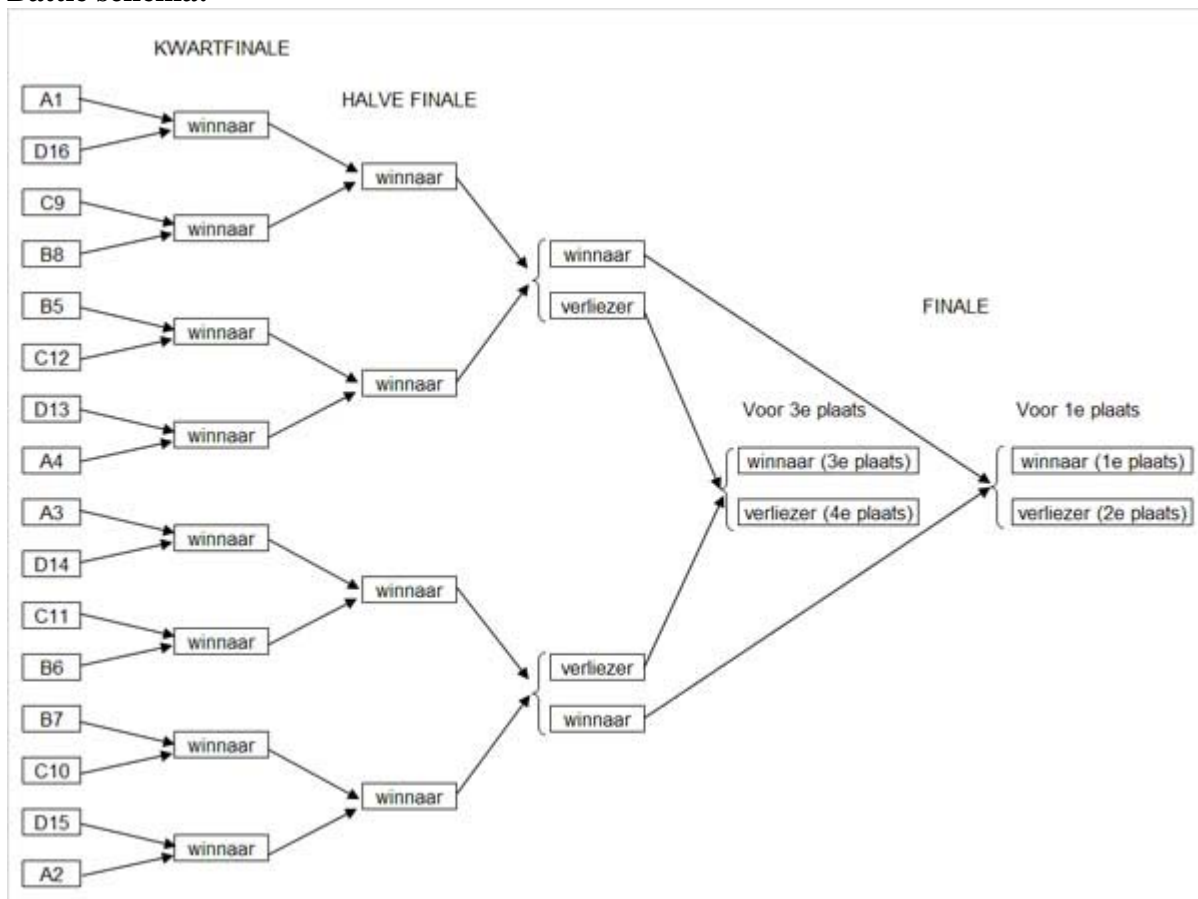 Battle schema:
KWARTFINALE
HALVE FINALE
A1
D16
C9
B8
B5
C12
D13
A4
A3
D14
C11
B6
B7
C10
D15
A2
winnaar
winnaar
winnaar
winnaar
winnaar
winnaar
winnaar
winnaar
winnaar
winnaar
winnaar
winnaar
winnaar
verliezer
verliezer
winnaar
FINALE
Voor 3e plaats
winnaar (3e plaats)
verliezer (4e plaats)
Voor 1e plaats
winnaar (1e plaats)
verliezer (2e plaats)